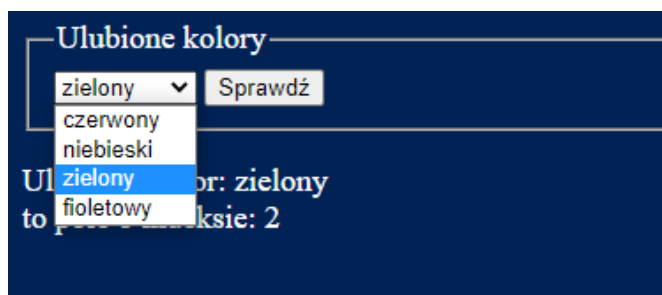 Ulubione kolory
zielony Sprawdź
czerwony
niebieski
zielony
fioletowy
Ul or: zielony
to ksie: 2